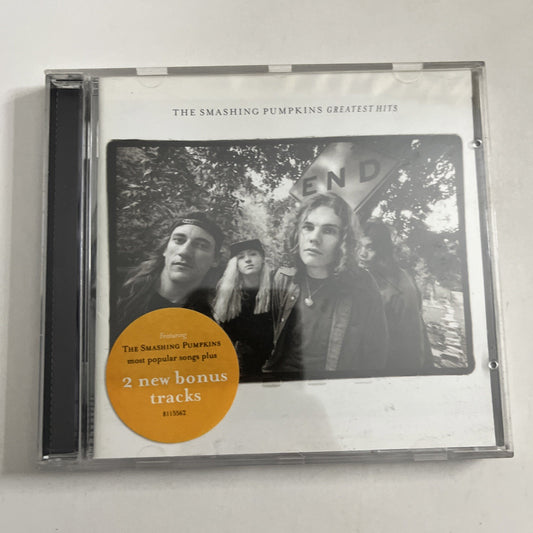 THE SMASHING PUMPKINS GREATEST HITS
END
Featuring
THE SMASHING PUMPKINS
most popular songs plus
2 new bonus
tracks
8115562